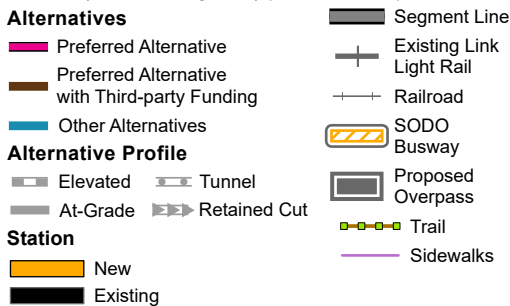 Alternatives
Preferred Alternative
Preferred Alternative
with Third-party Funding
Other Alternatives
Alternative Profile
Elevated
Tunnel
At-Grade
Retained Cut
Station
New
Existing
Segment Line
Existing Link
Light Rail
Railroad
SODO
Busway
Proposed
Overpass
Trail
Sidewalks